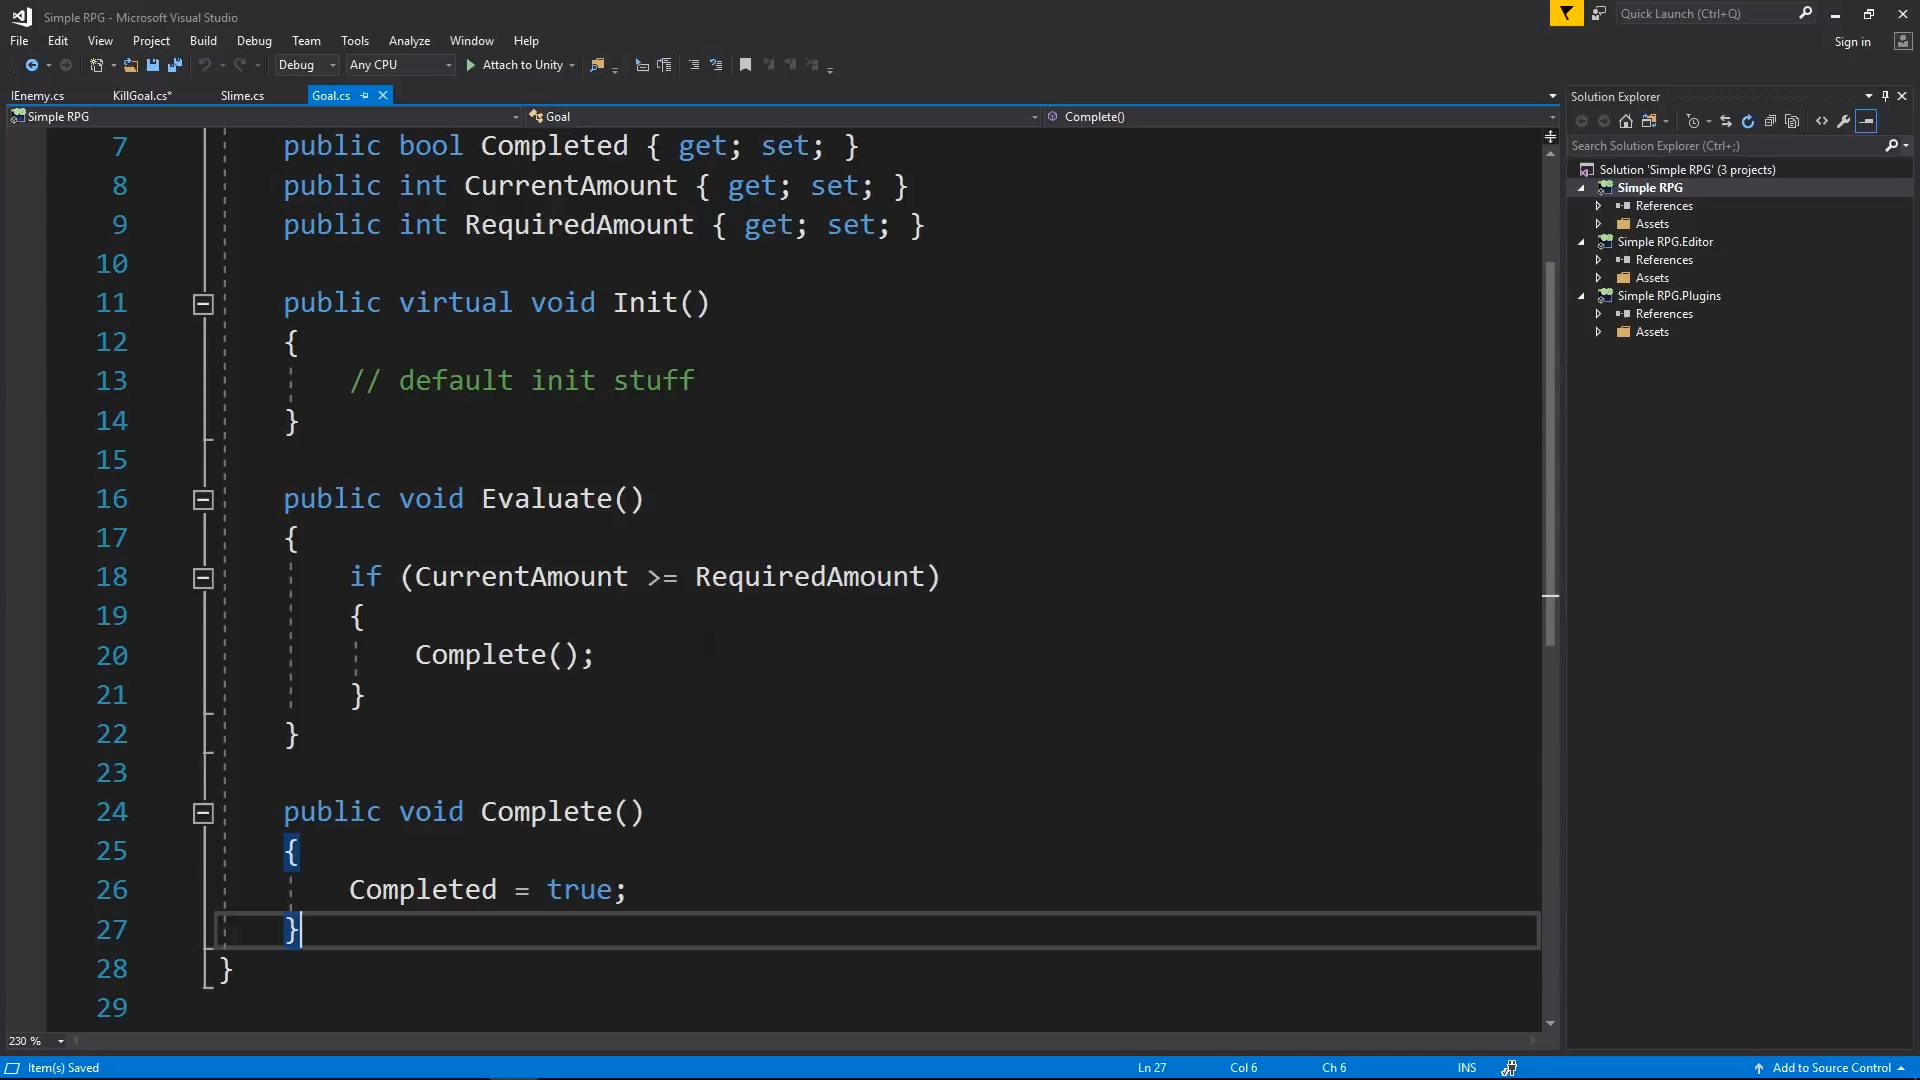 Simple RPG - Microsoft Visual Studio
Quick Launch (Ctrl+Q)
File Edit View Project Build Debug Team Tools Analyze Window Help
Sign in
Debug Any CPU Attach to Unity
IEnemy.cs KillGoal.cs* Slime.cs Goal.cs
Simple RPG Goal Complete()
7 public bool Completed { get; set; }
8 public int CurrentAmount { get; set; }
9 public int RequiredAmount { get; set; }
10
11 public virtual void Init()
12 {
13 // default init stuff
14 }
15
16 public void Evaluate()
17 {
18 if (CurrentAmount >= RequiredAmount)
19 {
20 Complete();
21 }
22 }
23
24 public void Complete()
25 {
26 Completed = true;
27 }
28 }
29
230 %
Solution Explorer
Search Solution Explorer (Ctrl+;)
Solution 'Simple RPG' (3 projects)
Simple RPG
References
Assets
Simple RPG.Editor
References
Assets
Simple RPG.Plugins
References
Assets
Item(s) Saved Ln 27 Col 6 Ch 6 INS Add to Source Control